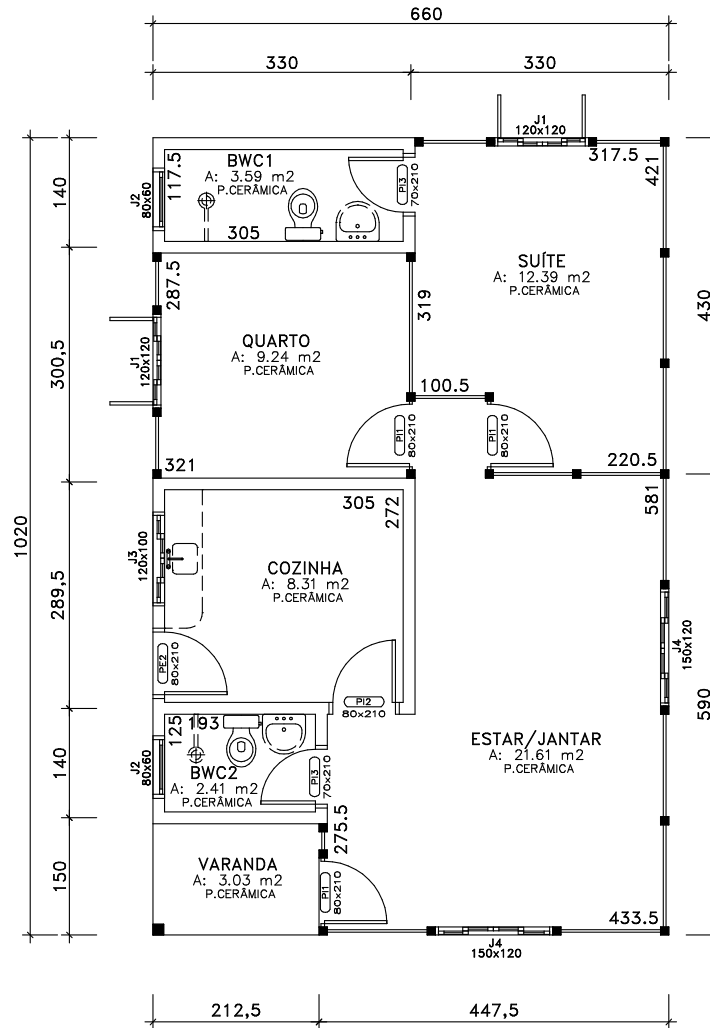 660
330
330
J1
120x120
317.5
421
140
J2
80x60
117.5
BWC1
A: 3.59 m2
P.CERÂMICA
305
PI3
70x210
SUÍTE
A: 12.39 m2
P.CERÂMICA
430
287.5
319
QUARTO
A: 9.24 m2
P.CERÂMICA
J1
120x120
300,5
100.5
PI1
80x210
PI1
80x210
321
220.5
581
305
272
1020
J3
120x100
COZINHA
A: 8.31 m2
P.CERÂMICA
289,5
PE2
80x210
PI2
80x210
J4
150x120
590
125
193
BWC2
A: 2.41 m2
P.CERÂMICA
J2
80x60
140
PI3
70x210
ESTAR/JANTAR
A: 21.61 m2
P.CERÂMICA
275.5
VARANDA
A: 3.03 m2
P.CERÂMICA
150
PI1
80x210
433.5
J4
150x120
212,5
447,5